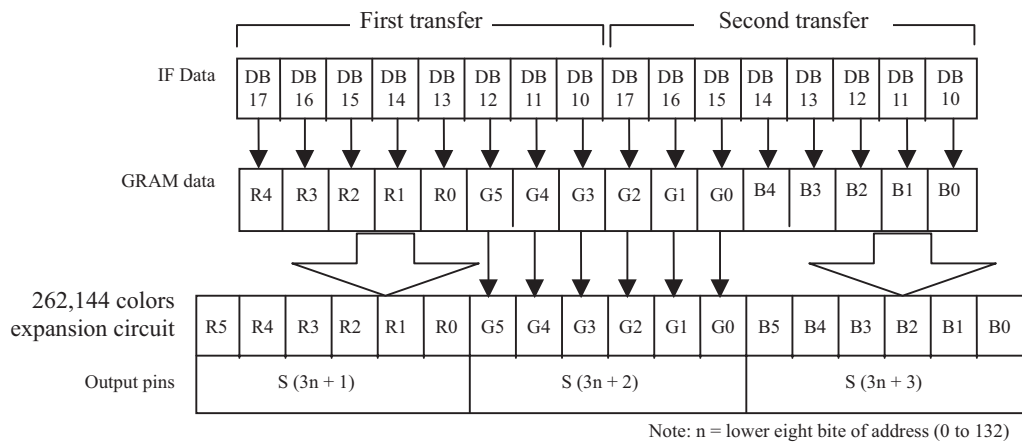 First transfer Second transfer
IF Data DB 17 DB 16 DB 15 DB 14 DB 13 DB 12 DB 11 DB 10 DB 17 DB 16 DB 15 DB 14 DB 13 DB 12 DB 11 DB 10
GRAM data R4 R3 R2 R1 R0 G5 G4 G3 G2 G1 G0 B4 B3 B2 B1 B0
262,144 colors
expansion circuit R5 R4 R3 R2 R1 R0 G5 G4 G3 G2 G1 G0 B5 B4 B3 B2 B1 B0
Output pins S (3n + 1) S (3n + 2) S (3n + 3)
Note: n = lower eight bite of address (0 to 132)